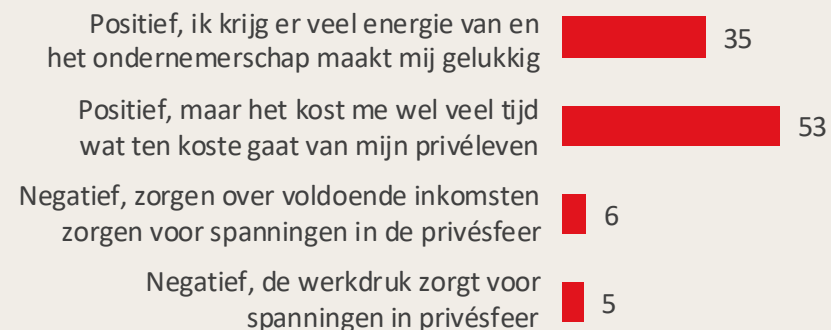 Positief, ik krijg er veel energie van en
het ondernemerschap maakt mij gelukkig
35
Positief, maar het kost me wel veel tijd
wat ten koste gaat van mijn privéleven
53
Negatief, zorgen over voldoende inkomsten
zorgen voor spanningen in de privésfeer
6
Negatief, de werkdruk zorgt voor
spanningen in privésfeer
5